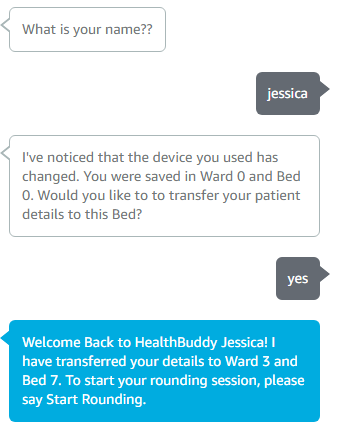 What is your name??
jessica
I've noticed that the device you used has
changed. You were saved in Ward 0 and Bed
0. Would you like to to transfer your patient
details to this Bed?
yes
Welcome Back to HealthBuddy Jessica! I
have transferred your details to Ward 3 and
Bed 7. To start your rounding session, please
say Start Rounding.